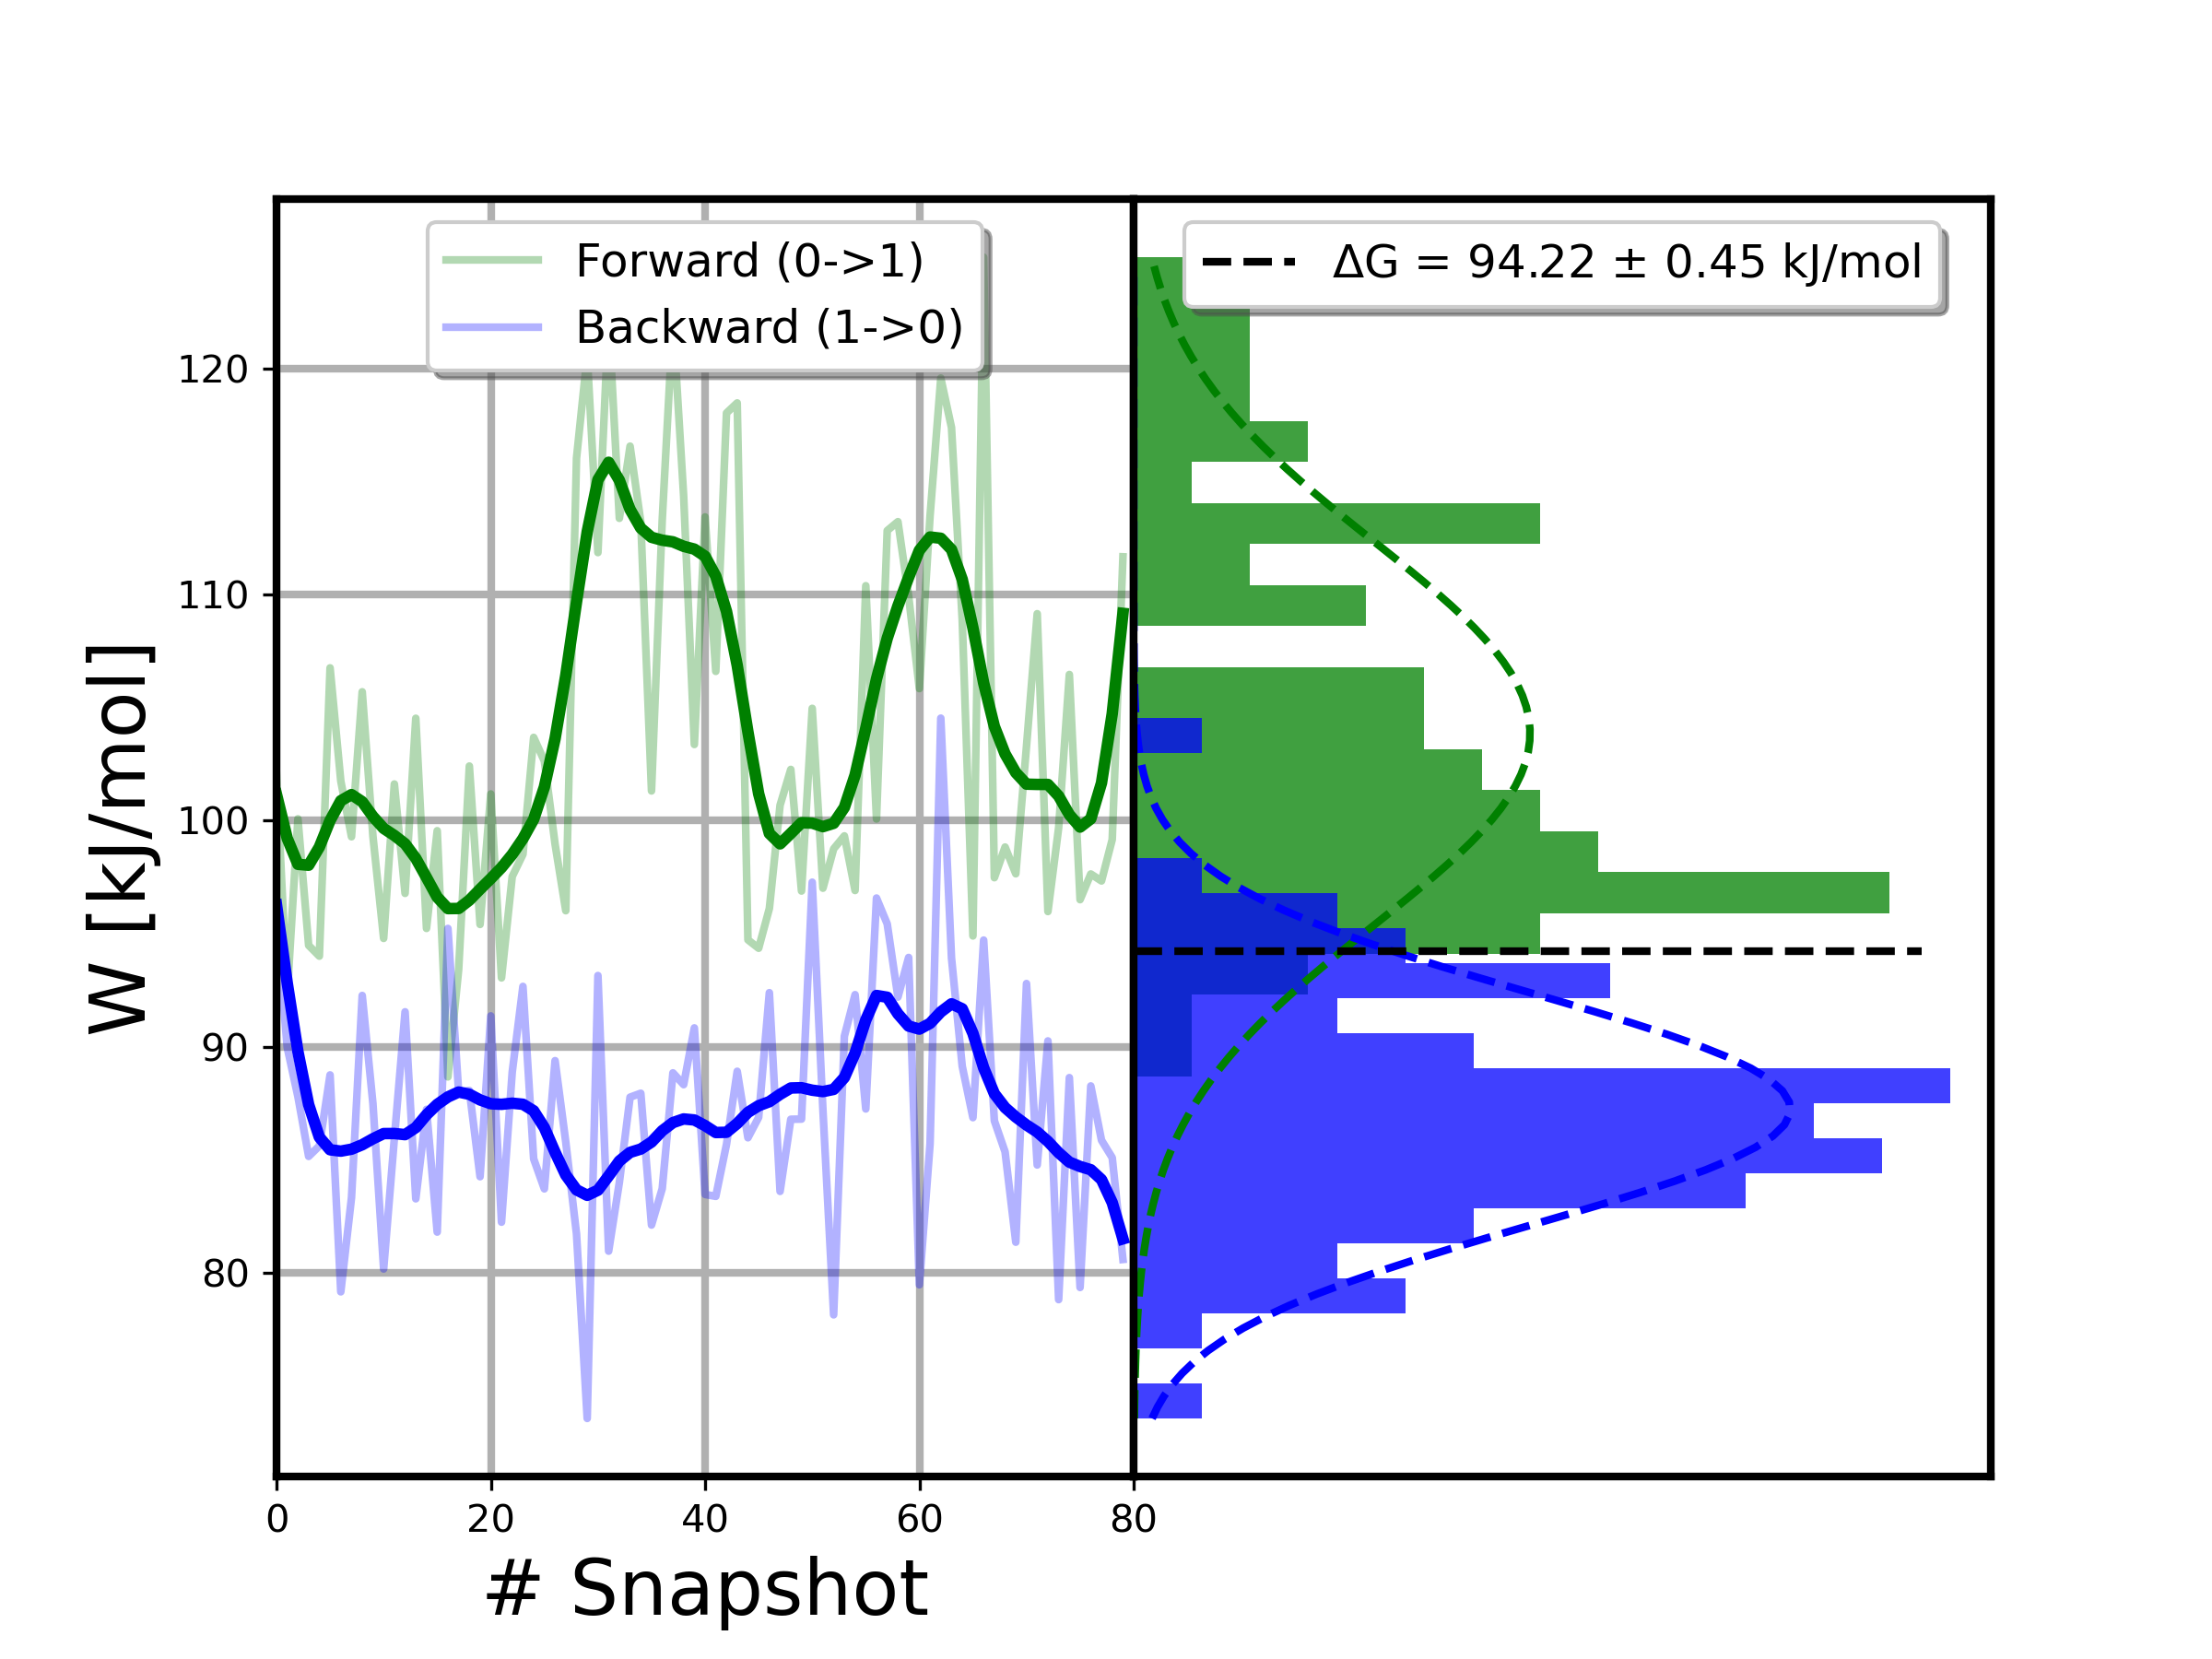 Forward (0->1)
Backward (1->0)
ΔG = 94.22 ± 0.45 kJ/mol
W [kJ/mol]
120
110
100
90
80
0 20 40 60 80
# Snapshot